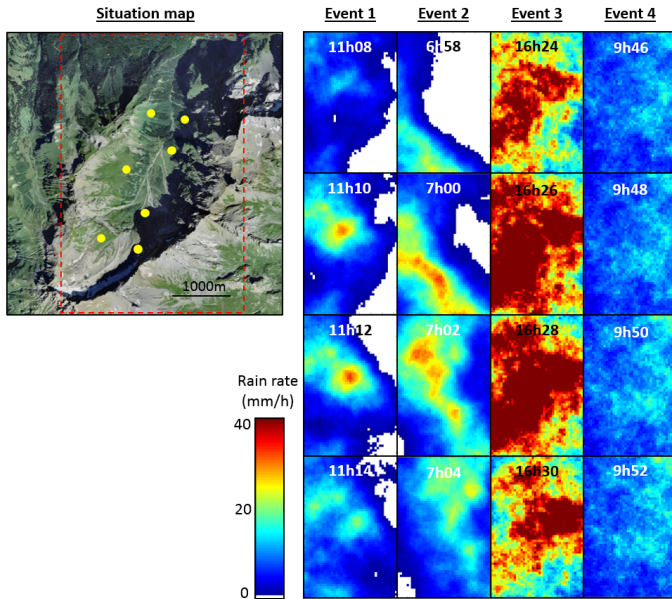 Situation map
Event 1 Event 2 Event 3 Event 4
11h08 6h58 16h24 9h46
11h10 7h00 16h26 9h48
1000m
11h12 7h02 16h28 9h50
Rain rate
(mm/h)
40
20
0
11h14 7h04 16h30 9h52